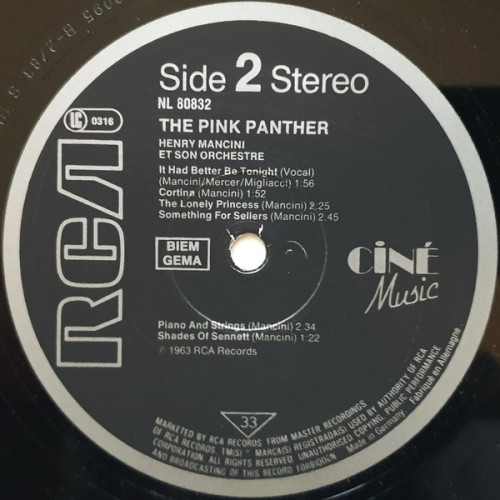 Side 2 Stereo
NL 80832
LC 0316
THE PINK PANTHER
HENRY MANCINI
ET SON ORCHESTRE
It Had Better Be Tonight (Vocal)
(Mancini/Mercer/Migliacci) 1:56
Cortina (Mancini) 1:52
The Lonely Princess (Mancini) 2:25
Something For Sellers (Mancini) 2.45
RCA
BIEM
GEMA
CiNÉ
Music
Piano And Strings (Mancini) 2.34
Shades Of Sennett (Mancini) 1:22
℗ 1963 RCA Records
33
MARKETED BY RCA RECORDS FROM MASTER RECORDINGS
OF RCA RECORDS. TM(S) * MARCA(S) REGISTRADA(S) USED BY AUTHORITY OF RCA
CORPORATION. ALL RIGHTS RESERVED. UNAUTHORISED COPYING, PUBLIC PERFORMANCE
AND BROADCASTING OF THIS RECORD FORBIDDEN.
Made in Germany.
Fabriqué en Allemagne.